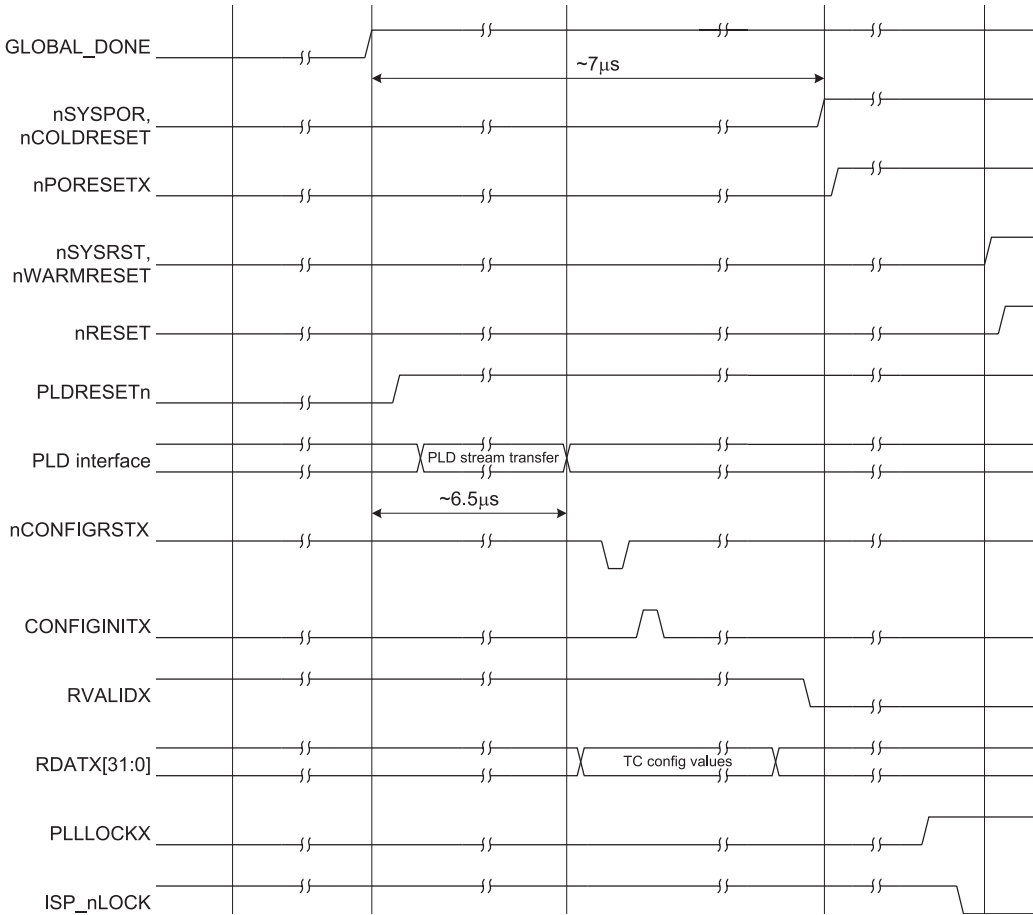 GLOBAL_DONE
~7μs
nSYSPOR,
nCOLDRESET
nPORESETX
nSYSRST,
nWARMRESET
nRESET
PLDRESETn
PLD interface
PLD stream transfer
~6.5μs
nCONFIGRSTX
CONFIGINITX
RVALIDX
RDATX[31:0]
TC config values
PLLLOCKX
ISP_nLOCK